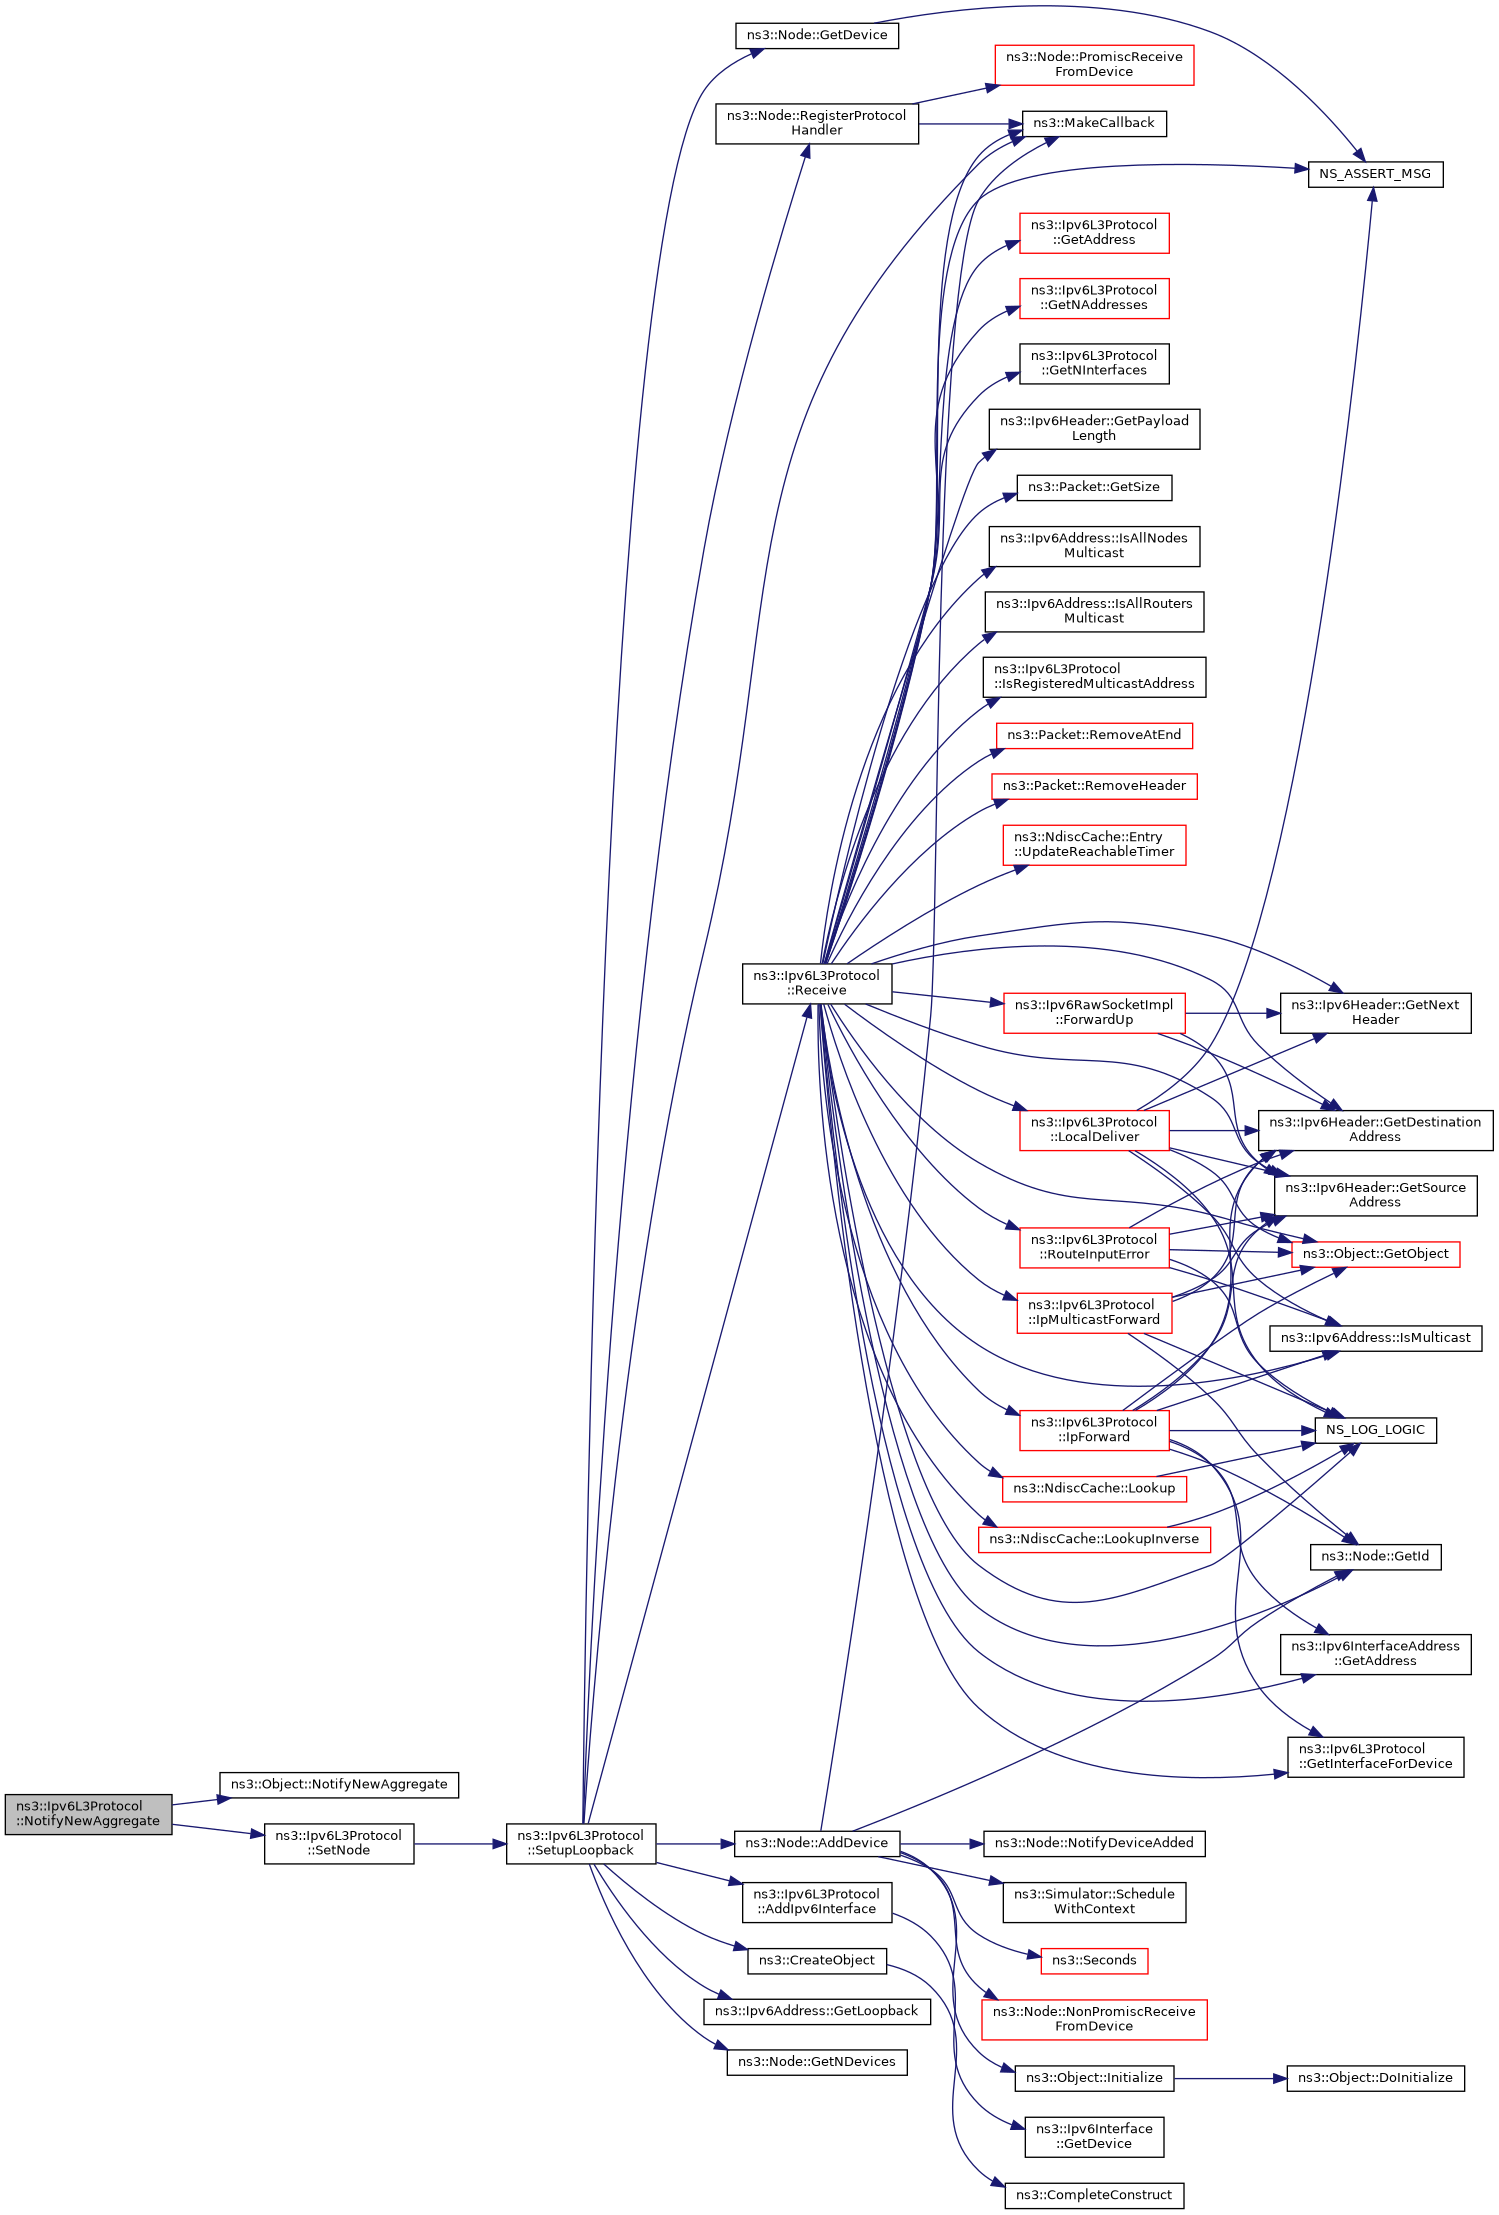 ns3::Node::GetDevice
ns3::Node::PromiscReceive
FromDevice
ns3::Node::RegisterProtocol
Handler
ns3::MakeCallback
NS_ASSERT_MSG
ns3::Ipv6L3Protocol
::GetAddress
ns3::Ipv6L3Protocol
::GetNAddresses
ns3::Ipv6L3Protocol
::GetNInterfaces
ns3::Ipv6Header::GetPayload
Length
ns3::Packet::GetSize
ns3::Ipv6Address::IsAllNodes
Multicast
ns3::Ipv6Address::IsAllRouters
Multicast
ns3::Ipv6L3Protocol
::IsRegisteredMulticastAddress
ns3::Packet::RemoveAtEnd
ns3::Packet::RemoveHeader
ns3::NdiscCache::Entry
::UpdateReachableTimer
ns3::Ipv6L3Protocol
::Receive
ns3::Ipv6RawSocketImpl
::ForwardUp
ns3::Ipv6Header::GetNext
Header
ns3::Ipv6L3Protocol
::LocalDeliver
ns3::Ipv6Header::GetDestination
Address
ns3::Ipv6Header::GetSource
Address
ns3::Ipv6L3Protocol
::RouteInputError
ns3::Object::GetObject
ns3::Ipv6L3Protocol
::IpMulticastForward
ns3::Ipv6Address::IsMulticast
ns3::Ipv6L3Protocol
::IpForward
NS_LOG_LOGIC
ns3::NdiscCache::Lookup
ns3::NdiscCache::LookupInverse
ns3::Node::GetId
ns3::Ipv6InterfaceAddress
::GetAddress
ns3::Ipv6L3Protocol
::GetInterfaceForDevice
ns3::Object::NotifyNewAggregate
ns3::Ipv6L3Protocol
::NotifyNewAggregate
ns3::Ipv6L3Protocol
::SetNode
ns3::Ipv6L3Protocol
::SetupLoopback
ns3::Node::AddDevice
ns3::Node::NotifyDeviceAdded
ns3::Ipv6L3Protocol
::AddIpv6Interface
ns3::Simulator::Schedule
WithContext
ns3::CreateObject
ns3::Seconds
ns3::Ipv6Address::GetLoopback
ns3::Node::NonPromiscReceive
FromDevice
ns3::Node::GetNDevices
ns3::Object::Initialize
ns3::Object::DoInitialize
ns3::Ipv6Interface
::GetDevice
ns3::CompleteConstruct